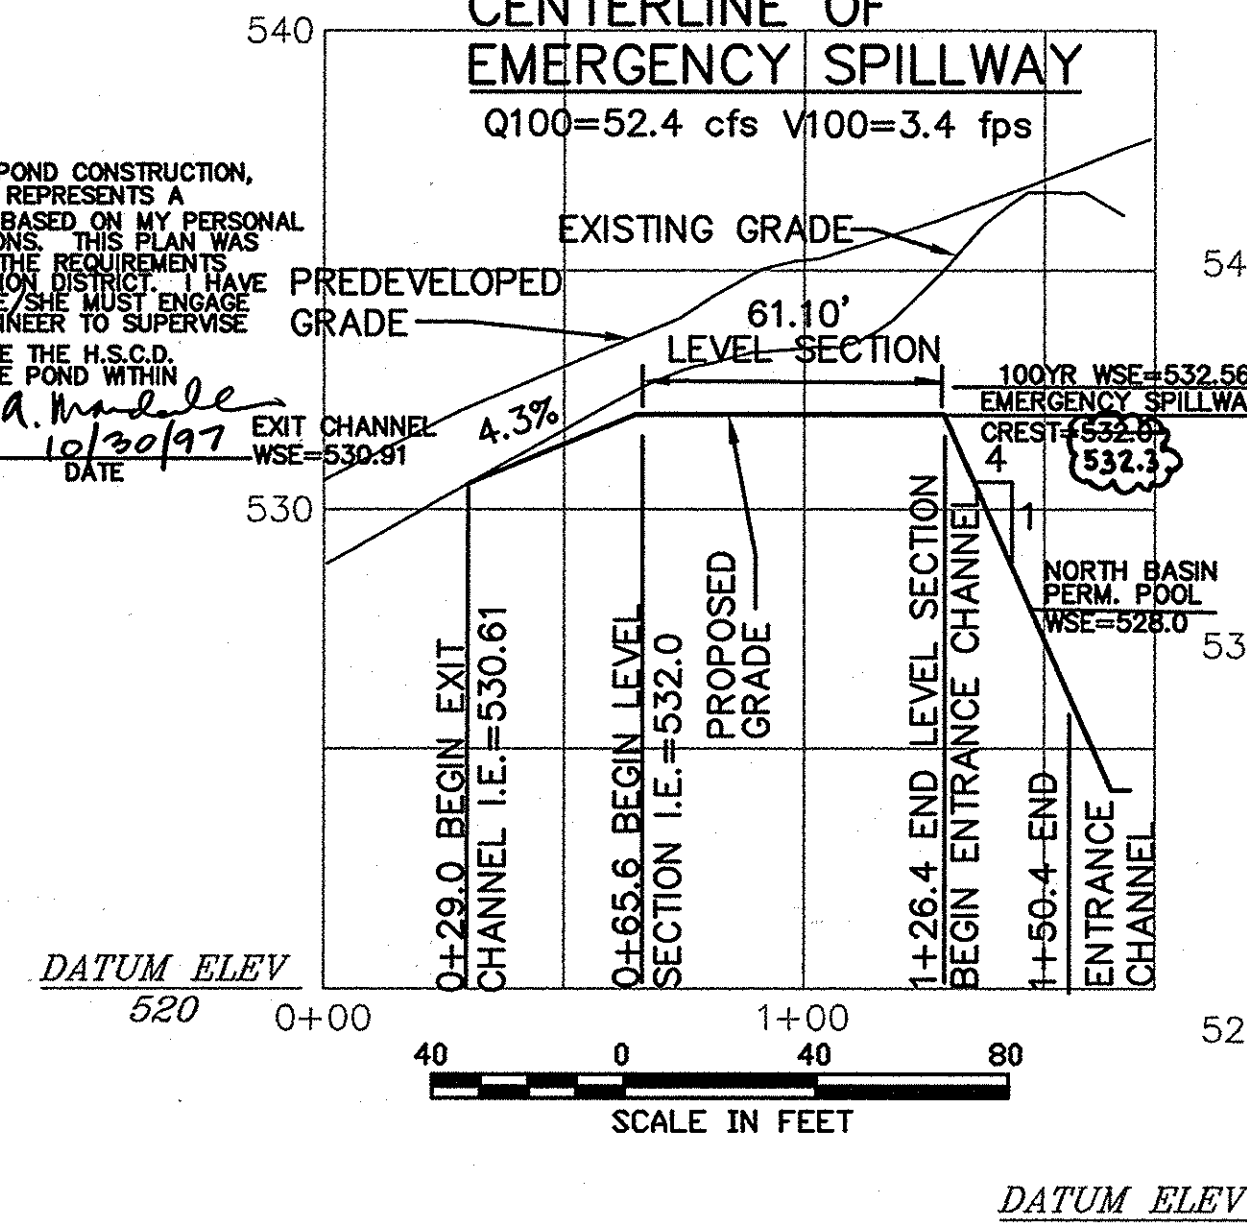 CENTERLINE OF
EMERGENCY SPILLWAY
Q100=52.4 cfs V100=3.4 fps
540
POND CONSTRUCTION,
REPRESENTS A
BASED ON MY PERSONAL
ONS. THIS PLAN WAS
THE REQUIREMENTS
ION DISTRICT. I HAVE
E/SHE MUST ENGAGE
INEER TO SUPERVISE
E THE H.S.C.D.
E POND WITHIN
10/30/97
DATE
EXISTING GRADE
PREDEVELOPED
GRADE
61.10'
LEVEL SECTION
54
4.3%
EXIT CHANNEL
WSE=530.91
100YR WSE=532.56
EMERGENCY SPILLWA
CREST=532.0
532.3
4
1
530
NORTH BASIN
PERM. POOL
WSE=528.0
53
0+29.0 BEGIN EXIT
CHANNEL I.E.=530.61
0+65.6 BEGIN LEVEL
SECTION I.E.=532.0
PROPOSED
GRADE
1+26.4 END LEVEL SECTION
BEGIN ENTRANCE CHANNEL
1+50.4 END
ENTRANCE
CHANNEL
DATUM ELEV
520
0+00
1+00
52
40 0 40 80
SCALE IN FEET
DATUM ELEV